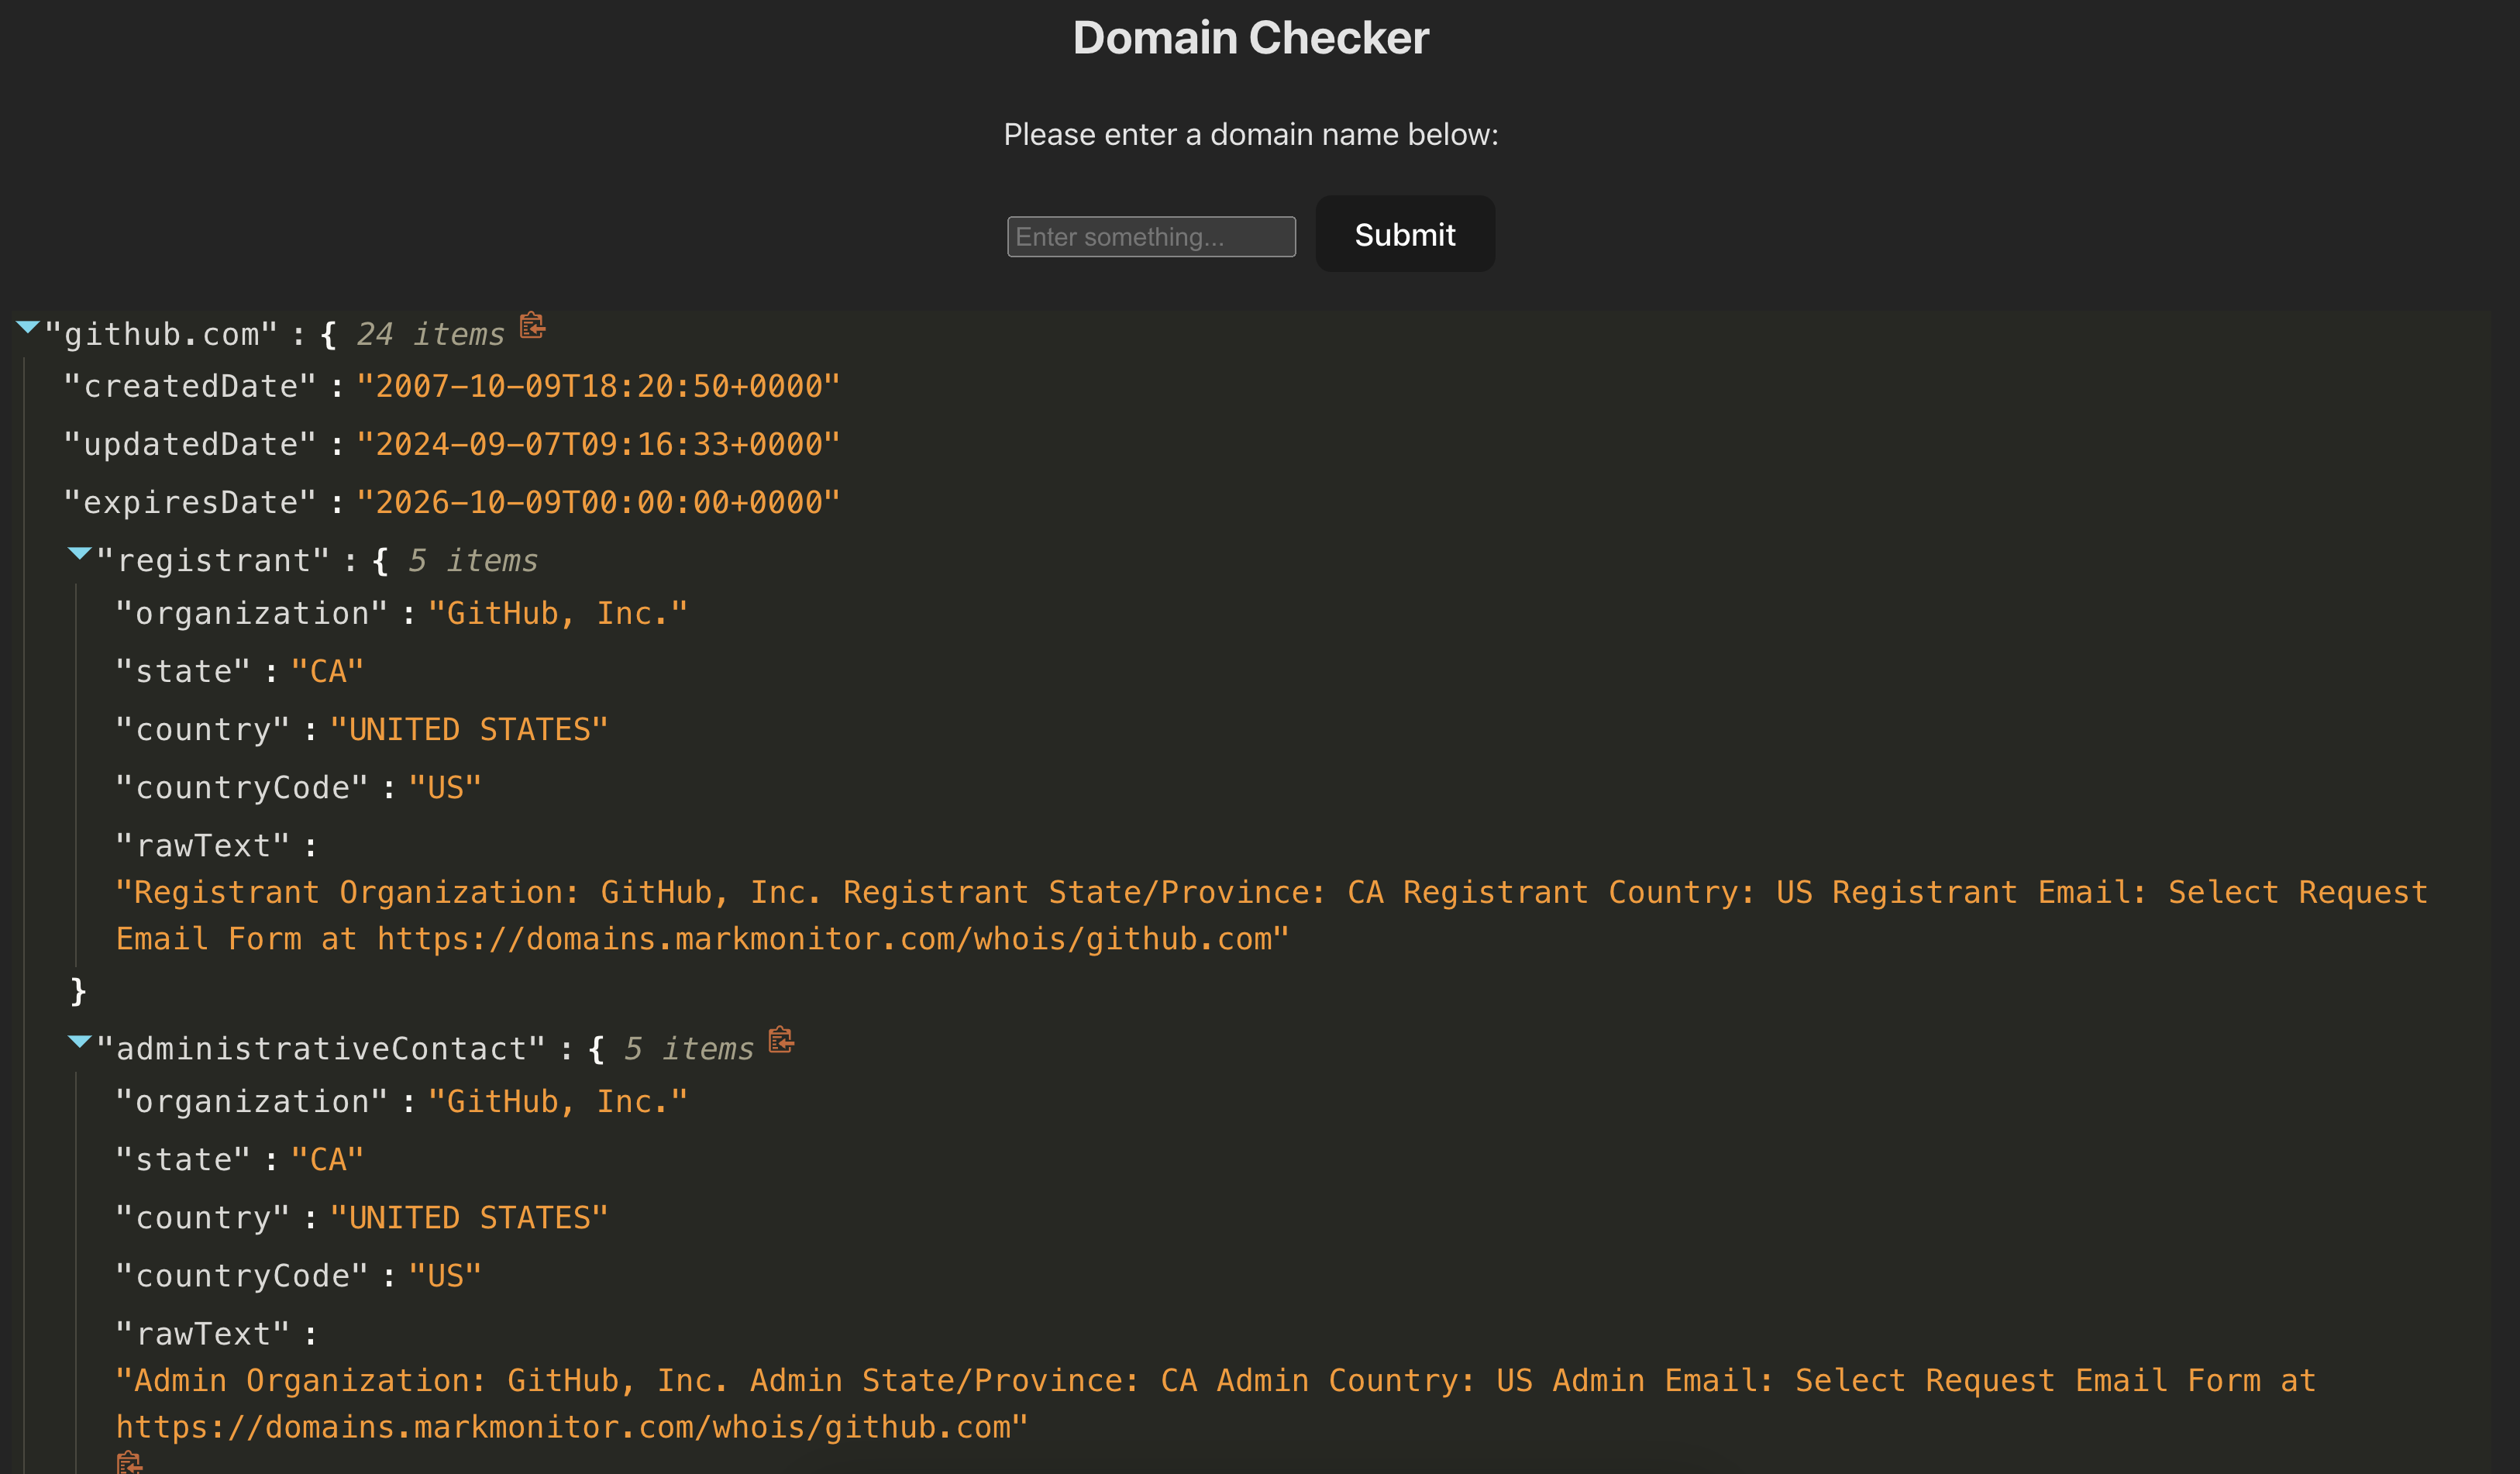 Domain Checker
Please enter a domain name below:
Enter something... Submit
"github.com" : { 24 items
"createdDate" : "2007-10-09T18:20:50+0000"
"updatedDate" : "2024-09-07T09:16:33+0000"
"expiresDate" : "2026-10-09T00:00:00+0000"
"registrant" : { 5 items
"organization" : "GitHub, Inc."
"state" : "CA"
"country" : "UNITED STATES"
"countryCode" : "US"
"rawText" :
"Registrant Organization: GitHub, Inc. Registrant State/Province: CA Registrant Country: US Registrant Email: Select Request
Email Form at https://domains.markmonitor.com/whois/github.com"
}
"administrativeContact" : { 5 items
"organization" : "GitHub, Inc."
"state" : "CA"
"country" : "UNITED STATES"
"countryCode" : "US"
"rawText" :
"Admin Organization: GitHub, Inc. Admin State/Province: CA Admin Country: US Admin Email: Select Request Email Form at
https://domains.markmonitor.com/whois/github.com"